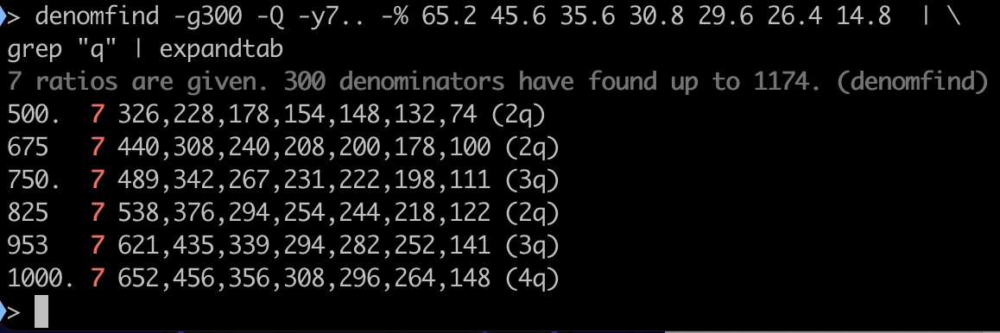 > denomfind -g300 -Q -y7.. -% 65.2 45.6 35.6 30.8 29.6 26.4 14.8  | \
grep "q" | expandtab
7 ratios are given. 300 denominators have found up to 1174. (denomfind)
500.  7 326,228,178,154,148,132,74 (2q)
675   7 440,308,240,208,200,178,100 (2q)
750.  7 489,342,267,231,222,198,111 (3q)
825   7 538,376,294,254,244,218,122 (2q)
953   7 621,435,339,294,282,252,141 (3q)
1000. 7 652,456,356,308,296,264,148 (4q)
>